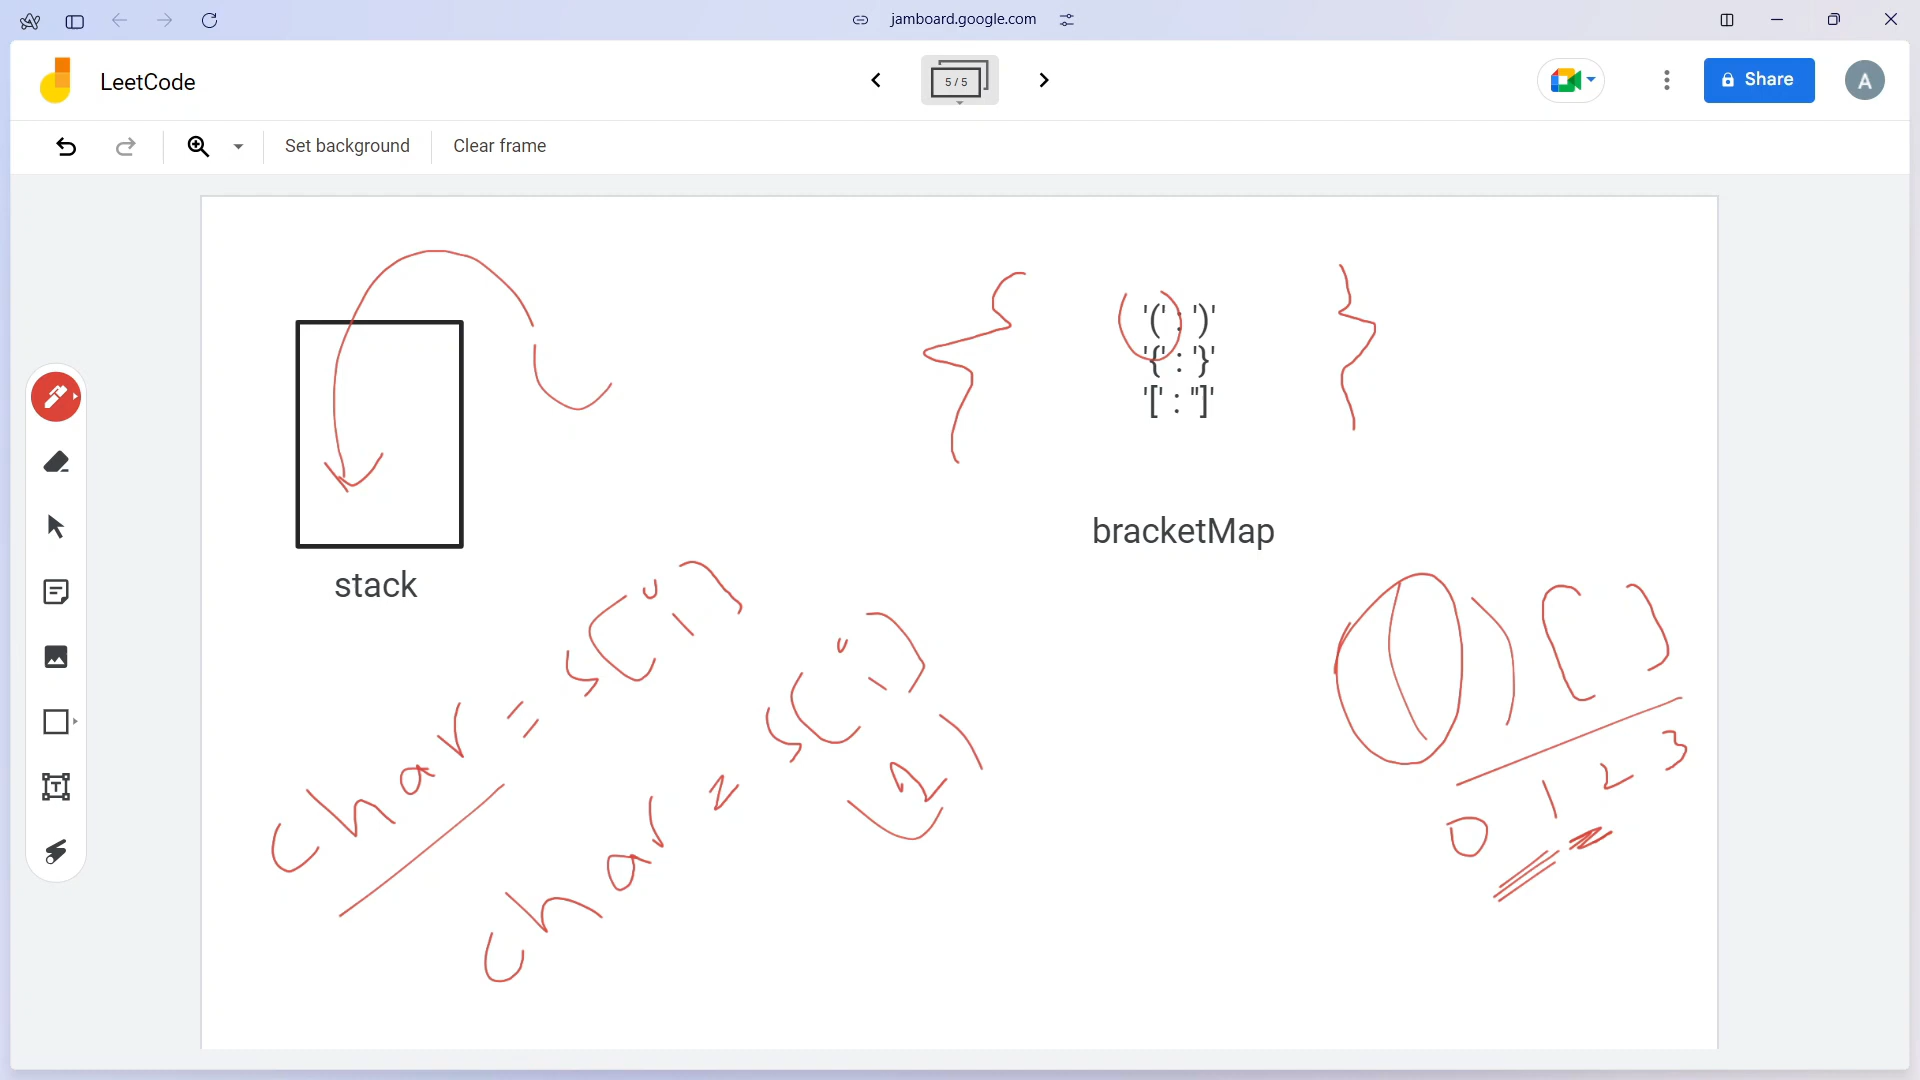 jamboard.google.com
LeetCode
5 / 5
Share
A
Set background
Clear frame
'(' : ')'
'{' : '}'
'[' : "]'
bracketMap
stack
char = s[i]
char = s[i]
(1)
() []
0 1 2 3